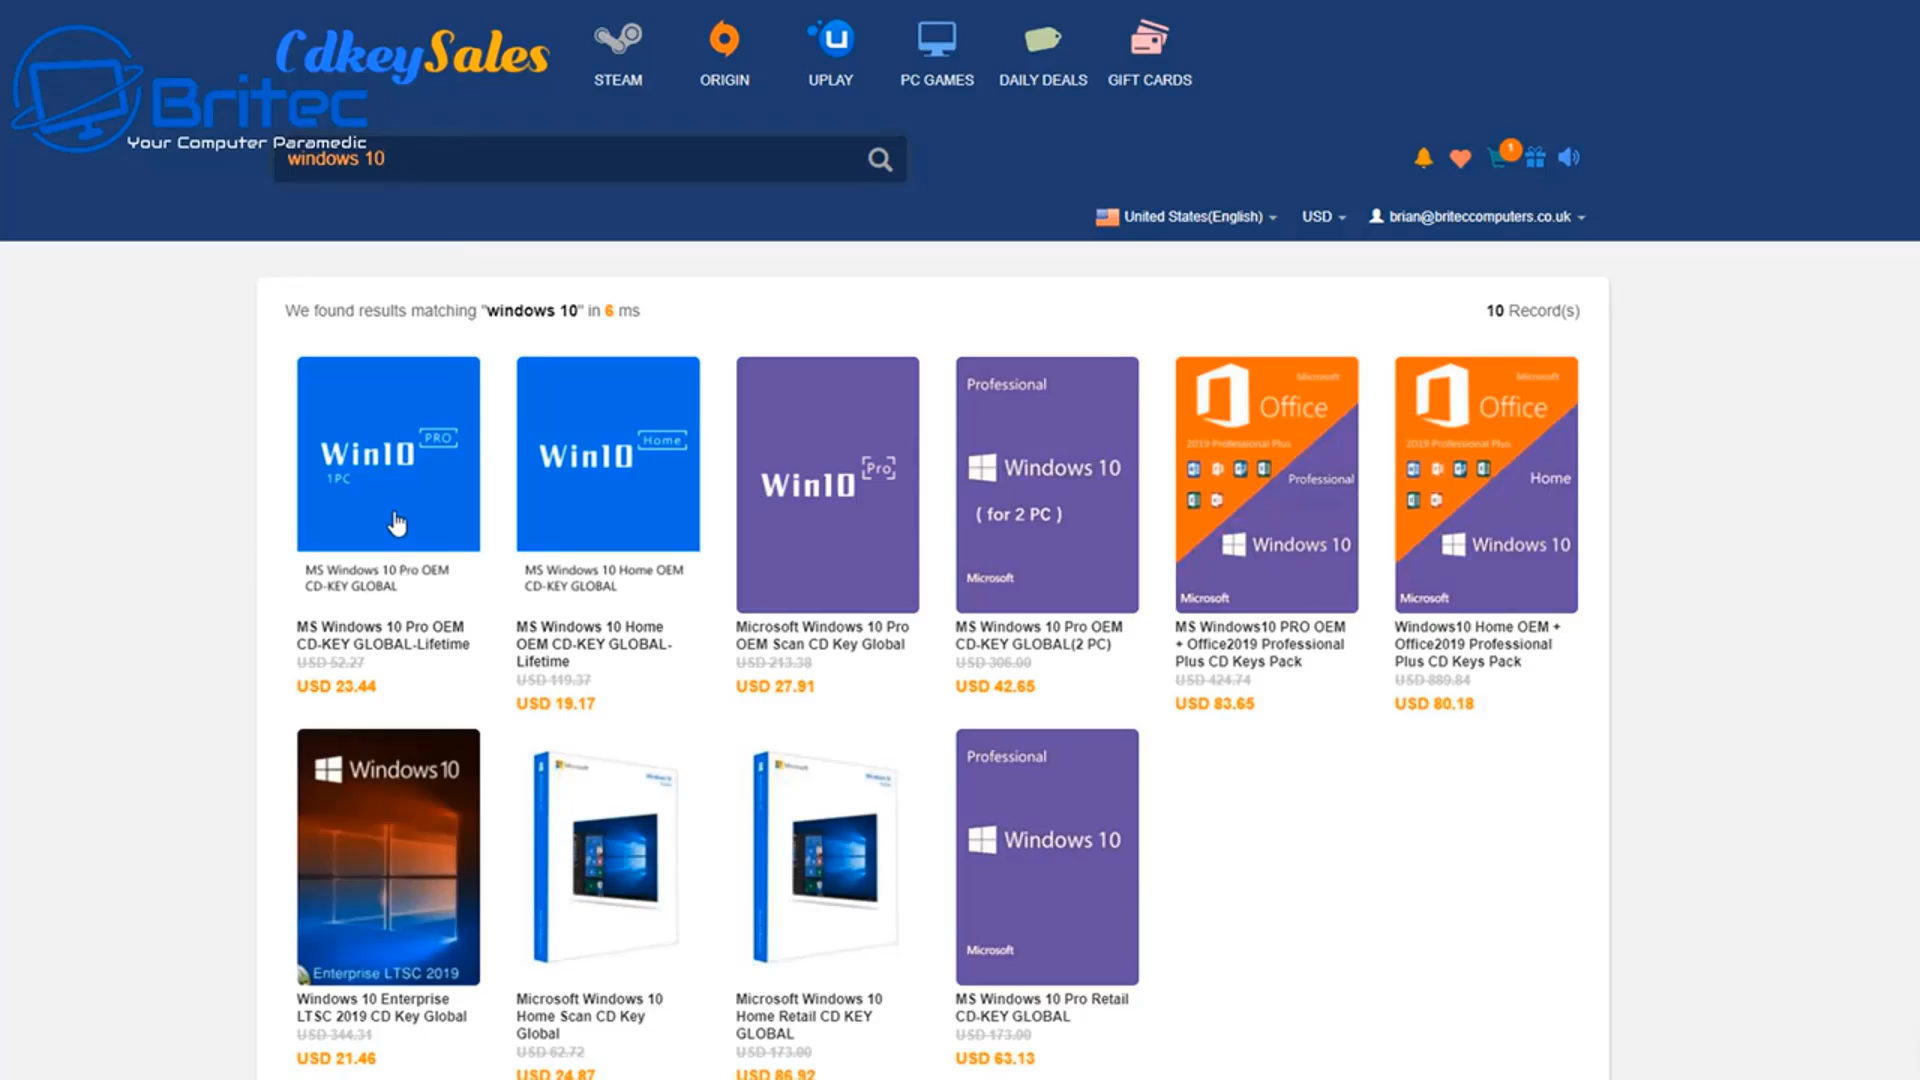 CdkeySales
Britec
Your Computer Paramedic
STEAM
ORIGIN
UPLAY
PC GAMES
DAILY DEALS
GIFT CARDS
windows 10
1
United States(English)
USD
brian@briteccomputers.co.uk
We found results matching "windows 10" in 6 ms
10 Record(s)
Win10 PRO
1PC
MS Windows 10 Pro OEM
CD-KEY GLOBAL
MS Windows 10 Pro OEM
CD-KEY GLOBAL-Lifetime
USD 52.27
USD 23.44
Win10 Home
MS Windows 10 Home OEM
CD-KEY GLOBAL
MS Windows 10 Home
OEM CD-KEY GLOBAL-
Lifetime
USD 119.37
USD 19.17
Win10 Pro
Microsoft Windows 10 Pro
OEM Scan CD Key Global
USD 213.38
USD 27.91
Professional
Windows 10
( for 2 PC )
Microsoft
MS Windows 10 Pro OEM
CD-KEY GLOBAL(2 PC)
USD 306.00
USD 42.65
Microsoft
Office
2019 Professional Plus
Professional
Windows 10
Microsoft
MS Windows10 PRO OEM
+ Office2019 Professional
Plus CD Keys Pack
USD 424.74
USD 83.65
Microsoft
Office
2019 Professional Plus
Home
Windows 10
Microsoft
Windows10 Home OEM +
Office2019 Professional
Plus CD Keys Pack
USD 889.84
USD 80.18
Windows 10
Enterprise LTSC 2019
Windows 10 Enterprise
LTSC 2019 CD Key Global
USD 344.31
USD 21.46
Microsoft
Microsoft Windows 10
Home Scan CD Key
Global
USD 62.72
USD 24.87
Microsoft
Microsoft Windows 10
Home Retail CD KEY
GLOBAL
USD 173.00
USD 86.92
Professional
Windows 10
Microsoft
MS Windows 10 Pro Retail
CD-KEY GLOBAL
USD 173.00
USD 63.13